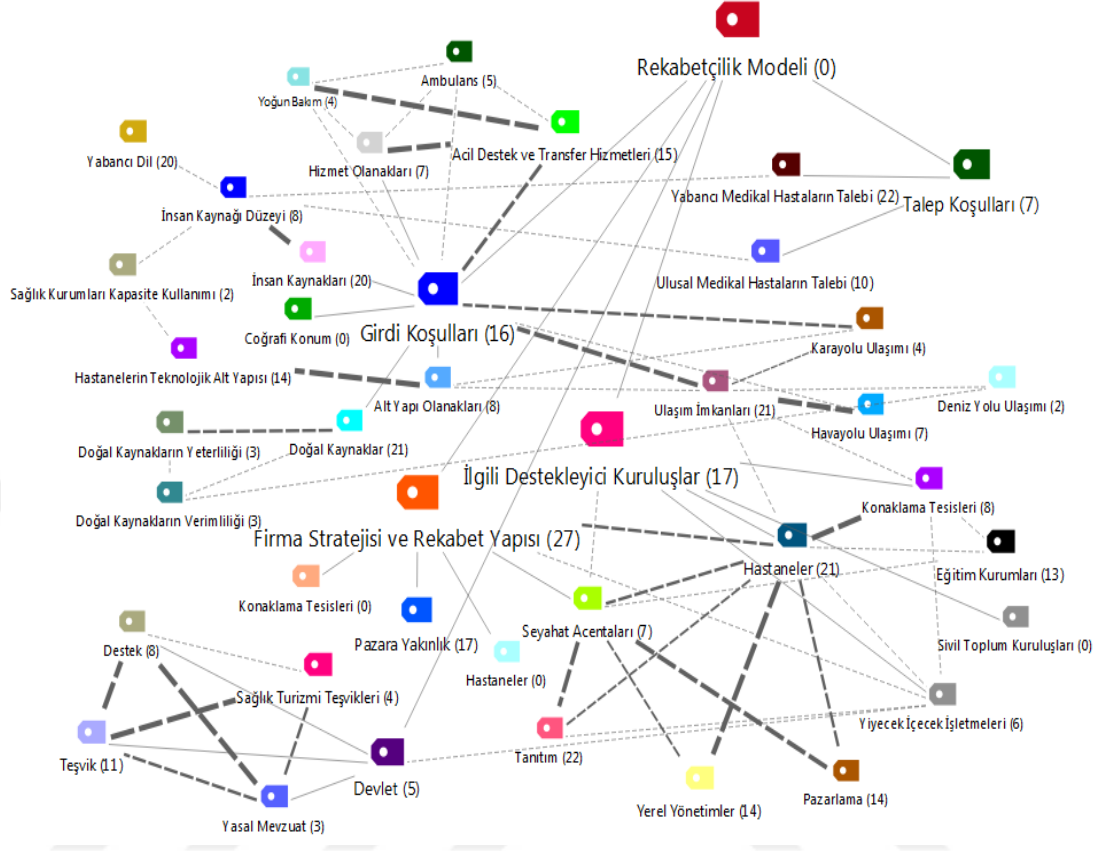 Rekabetçilik Modeli (0)
Ambulans (5)
Yoğun Bakım (4)
Acil Destek ve Transfer Hizmetleri (15)
Yabancı Dil (20)
Hizmet Olanakları (7)
Yabancı Medikal Hastaların Talebi (22)
Talep Koşulları (7)
İnsan Kaynağı Düzeyi (8)
İnsan Kaynakları (20)
Ulusal Medikal Hastaların Talebi (10)
Sağlık Kurumları Kapasite Kullanımı (2)
Coğrafi Konum (0)
Girdi Koşulları (16)
Karayolu Ulaşımı (4)
Hastanelerin Teknolojik Alt Yapısı (14)
Alt Yapı Olanakları (8)
Ulaşım İmkanları (21)
Deniz Yolu Ulaşımı (2)
Havayolu Ulaşımı (7)
Doğal Kaynakların Yeterliliği (3)
Doğal Kaynaklar (21)
İlgili Destekleyici Kuruluşlar (17)
Konaklama Tesisleri (8)
Doğal Kaynakların Verimliliği (3)
Firma Stratejisi ve Rekabet Yapısı (27)
Hastaneler (21)
Eğitim Kurumları (13)
Konaklama Tesisleri (0)
Pazara Yakınlık (17)
Seyahat Acentaları (7)
Sivil Toplum Kuruluşları (0)
Destek (8)
Hastaneler (0)
Sağlık Turizmi Teşvikleri (4)
Yiyecek İçecek İşletmeleri (6)
Teşvik (11)
Tanıtım (22)
Devlet (5)
Yerel Yönetimler (14)
Pazarlama (14)
Yasal Mevzuat (3)